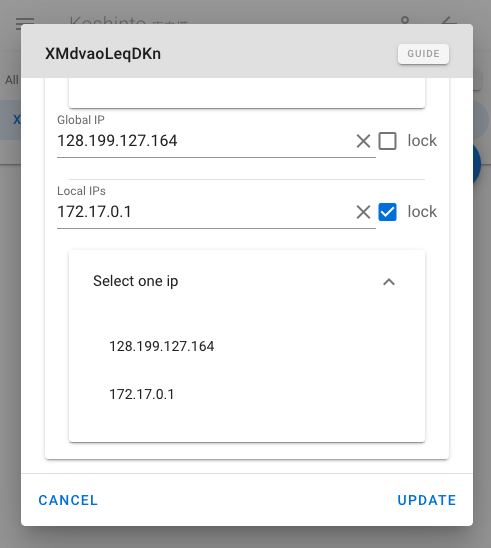 Koshinto
All
X
XMdvaoLeqDKn
GUIDE
Global IP
128.199.127.164
lock
Local IPs
172.17.0.1
lock
Select one ip
128.199.127.164
172.17.0.1
CANCEL
UPDATE